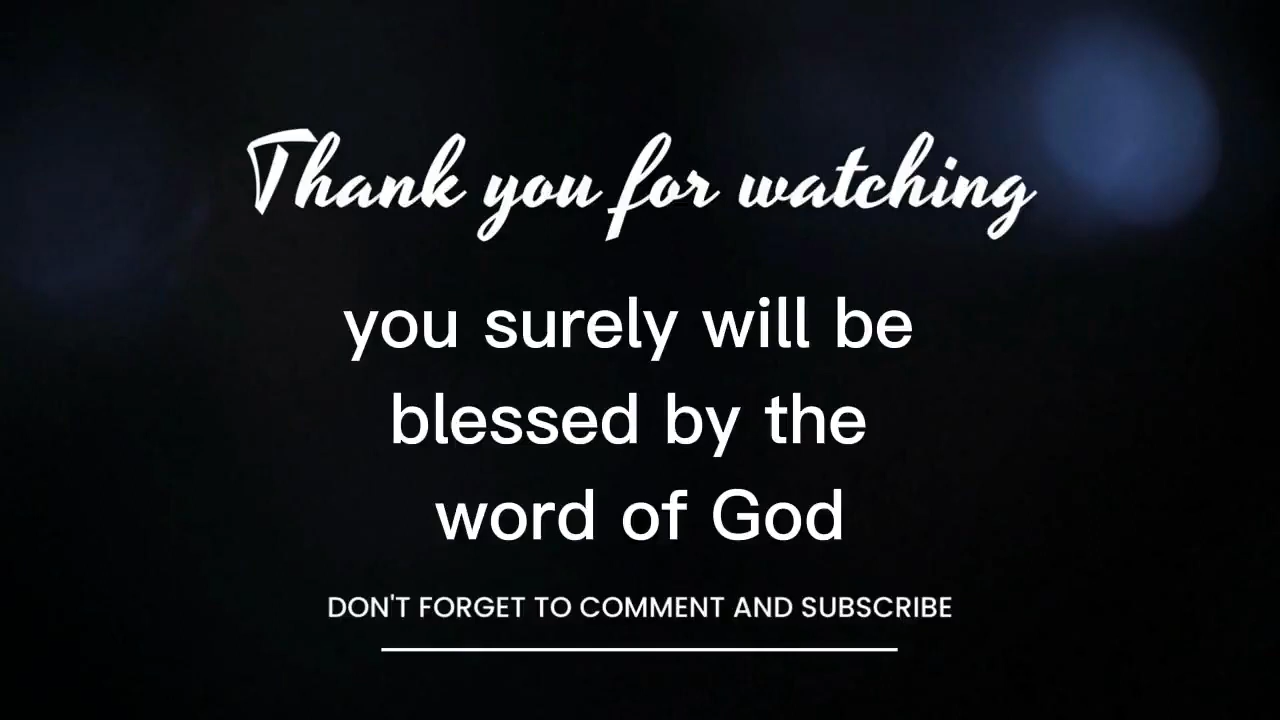 Thank you for watching
you surely will be
blessed by the
word of God
DON'T FORGET TO COMMENT AND SUBSCRIBE